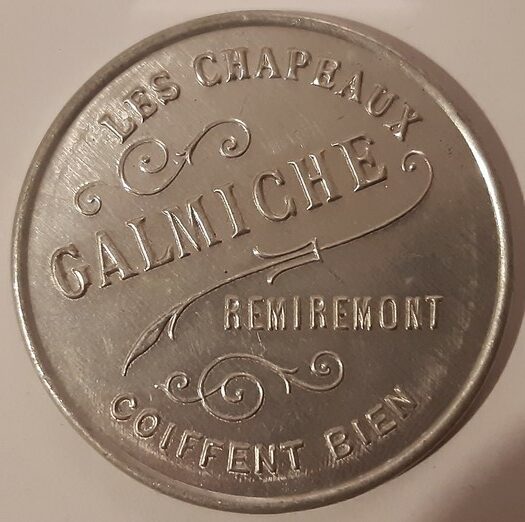 LES CHAPEAUX
GALMICHE
REMIREMONT
COIFFENT BIEN